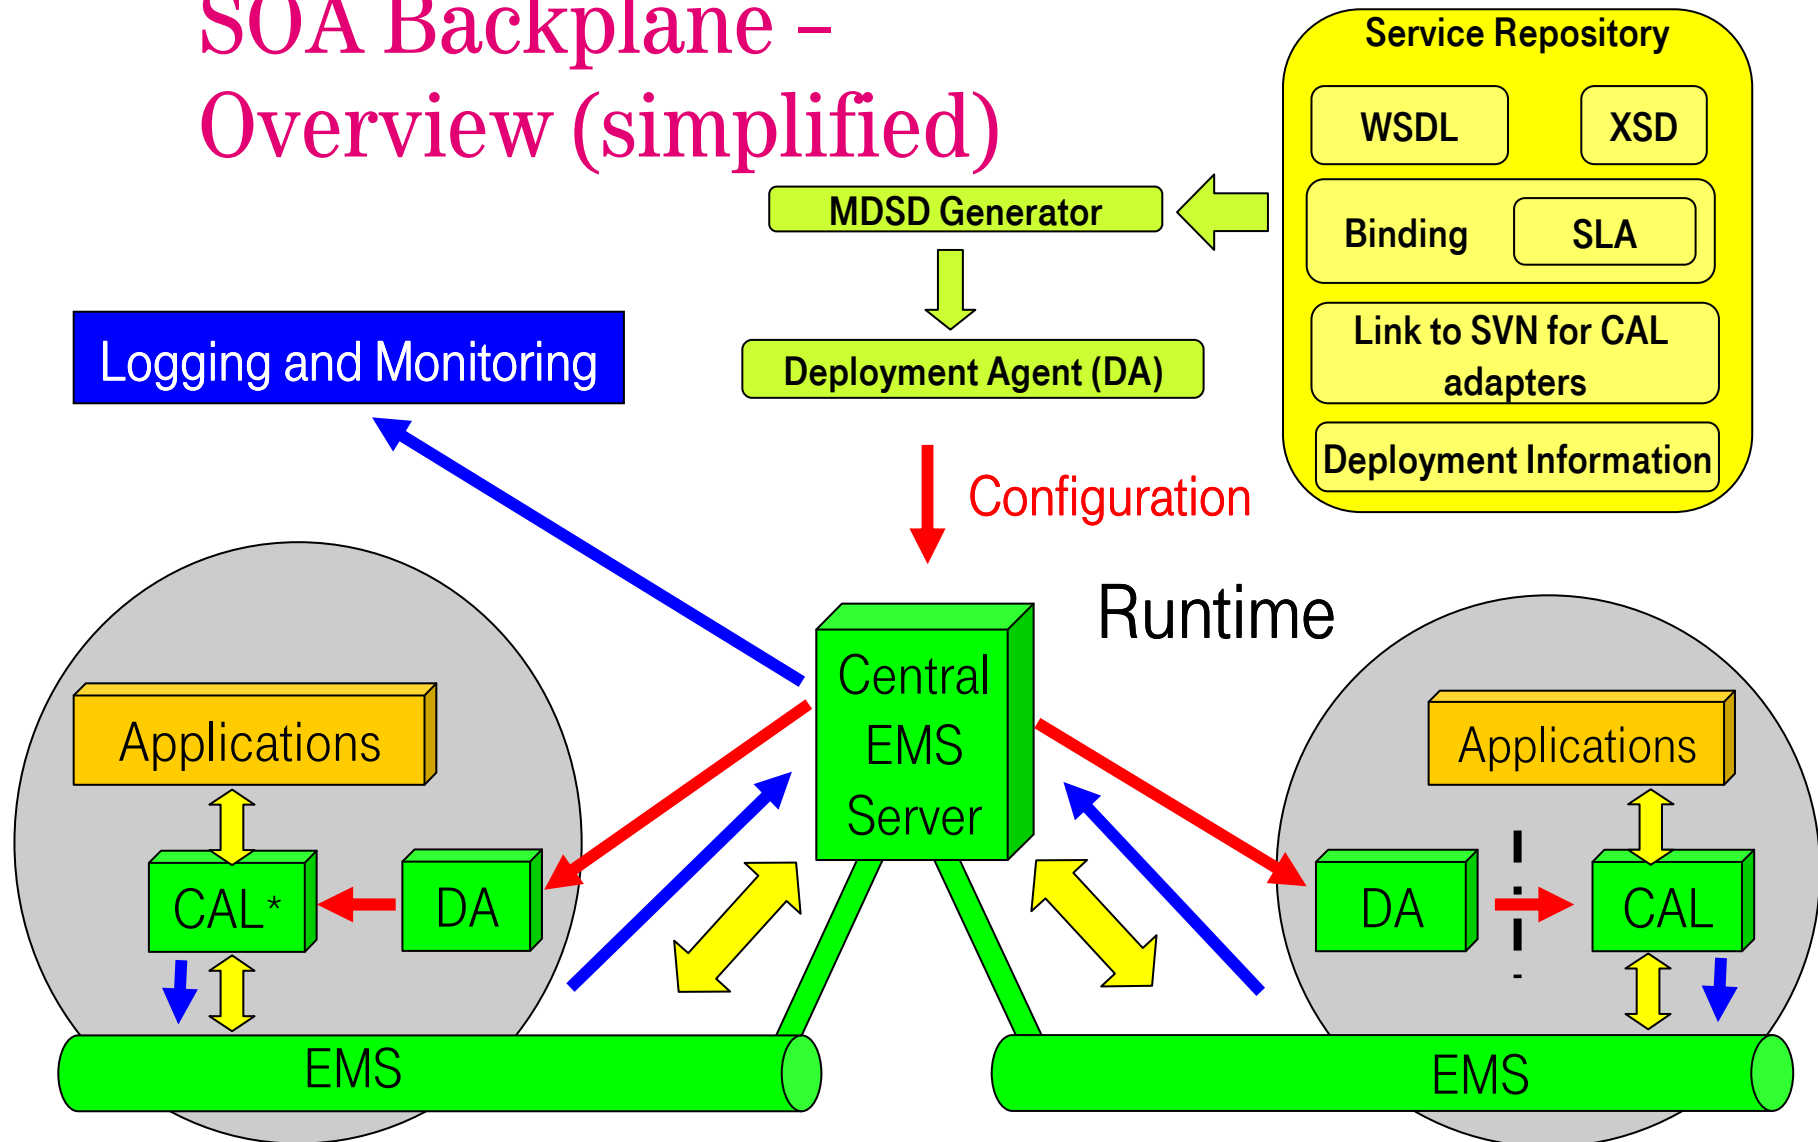 SOA Backplane –
Overview (simplified)
Service Repository
WSDL
XSD
Binding
SLA
Link to SVN for CAL
adapters
Deployment Information
MDSD Generator
Deployment Agent (DA)
Logging and Monitoring
Configuration
Runtime
Central
EMS
Server
Applications
CAL*
DA
EMS
Applications
DA
CAL
EMS